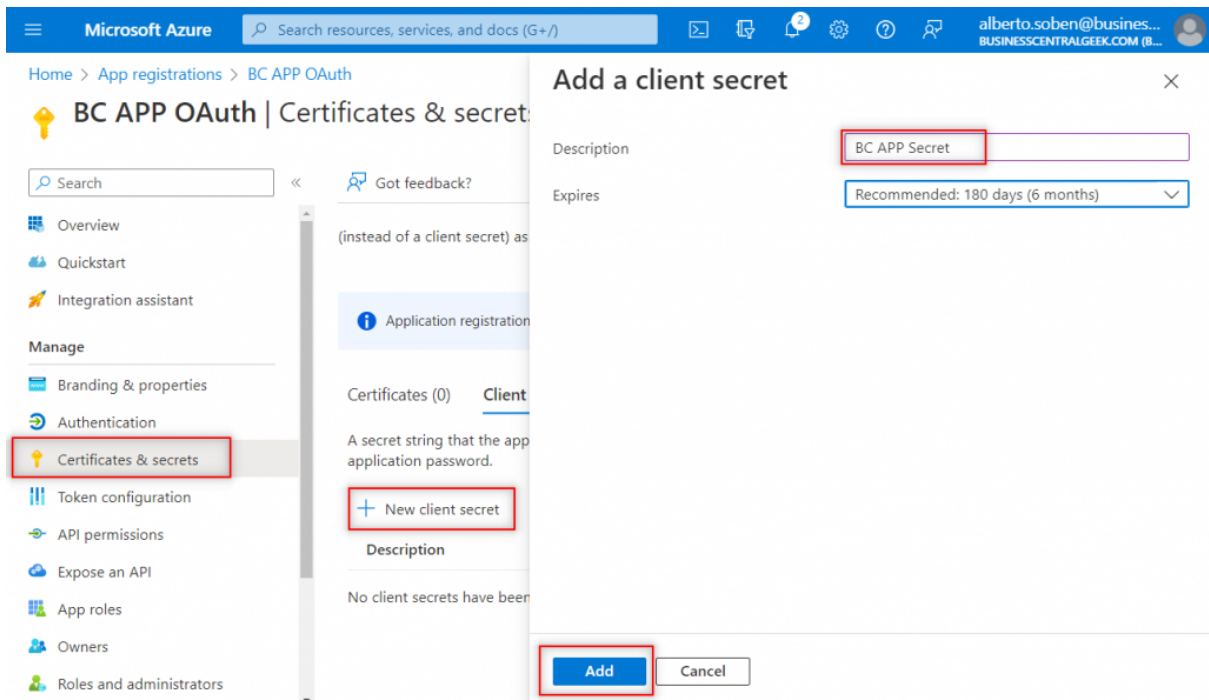 Microsoft Azure
Search resources, services, and docs (G+/)
2
alberto.soben@busines...
BUSINESSCENTRALGEEK.COM (B...
Home > App registrations > BC APP OAuth
BC APP OAuth | Certificates & secret
Search
«
Got feedback?
Overview
Quickstart
Integration assistant
Manage
Branding & properties
Authentication
Certificates & secrets
Token configuration
API permissions
Expose an API
App roles
Owners
Roles and administrators
(instead of a client secret) as
Application registration
Certificates (0) Client
A secret string that the app
application password.
New client secret
Description
No client secrets have been
Add a client secret
Description
BC APP Secret
Expires
Recommended: 180 days (6 months)
Add
Cancel